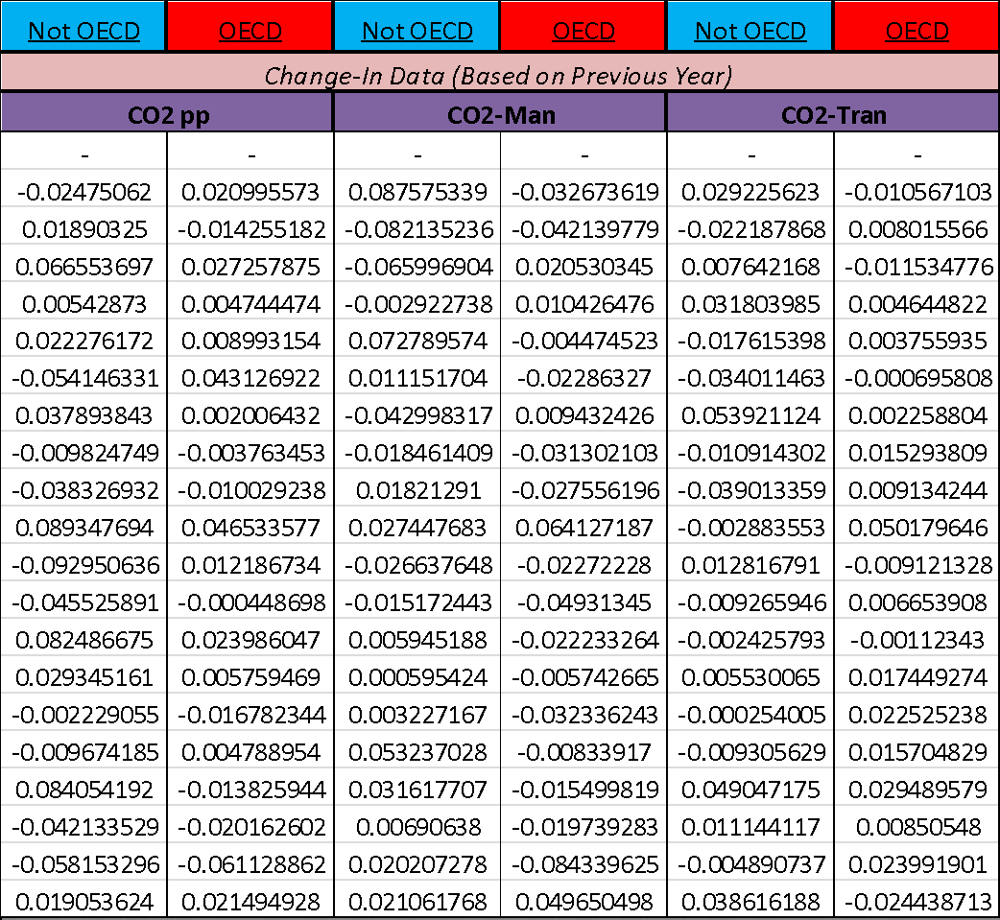 Not OECD OECD Not OECD OECD Not OECD OECD
Change-In Data (Based on Previous Year)
CO2 pp CO2-Man CO2-Tran
- - - - - -
-0.02475062 0.020995573 0.087575339 -0.032673619 0.029225623 -0.010567103
0.01890325 -0.014255182 -0.082135236 -0.042139779 -0.022187868 0.008015566
0.066553697 0.027257875 -0.065996904 0.020530345 0.007642168 -0.011534776
0.00542873 0.004744474 -0.002922738 0.010426476 0.031803985 0.004644822
0.022276172 0.008993154 0.072789574 -0.004474523 -0.017615398 0.003755935
-0.054146331 0.043126922 0.011151704 -0.02286327 -0.034011463 -0.000695808
0.037893843 0.002006432 -0.042998317 0.009432426 0.053921124 0.002258804
-0.009824749 -0.003763453 -0.018461409 -0.031302103 -0.010914302 0.015293809
-0.038326932 -0.010029238 0.01821291 -0.027556196 -0.039013359 0.009134244
0.089347694 0.046533577 0.027447683 0.064127187 -0.002883553 0.050179646
-0.092950636 0.012186734 -0.026637648 -0.02272228 0.012816791 -0.009121328
-0.045525891 -0.000448698 -0.015172443 -0.04931345 -0.009265946 0.006653908
0.082486675 0.023986047 0.005945188 -0.022233264 -0.002425793 -0.00112343
0.029345161 0.005759469 0.000595424 -0.005742665 0.005530065 0.017449274
-0.002229055 -0.016782344 0.003227167 -0.032336243 -0.000254005 0.022525238
-0.009674185 0.004788954 0.053237028 -0.00833917 -0.009305629 0.015704829
0.084054192 -0.013825944 0.031617707 -0.015499819 0.049047175 0.029489579
-0.042133529 -0.020162602 0.00690638 -0.019739283 0.011144117 0.00850548
-0.058153296 -0.061128862 0.020207278 -0.084339625 -0.004890737 0.023991901
0.019053624 0.021494928 0.021061768 0.049650498 0.038616188 -0.024438713